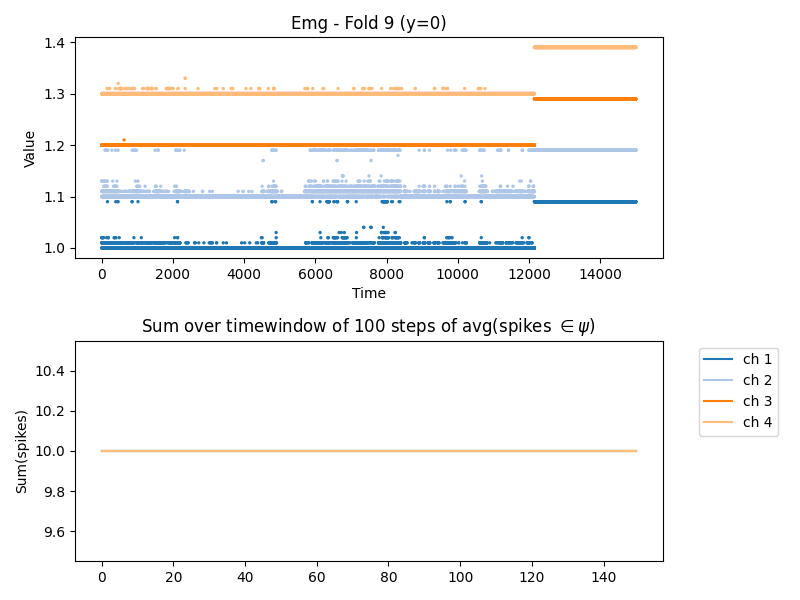 Emg - Fold 9 (y=0)
1.4
1.3
1.2
1.1
1.0
Value
0 2000 4000 6000 8000 10000 12000 14000
Time
Sum over timewindow of 100 steps of avg(spikes ∈ψ)
10.4
10.2
10.0
9.8
9.6
Sum(spikes)
0 20 40 60 80 100 120 140
ch 1
ch 2
ch 3
ch 4